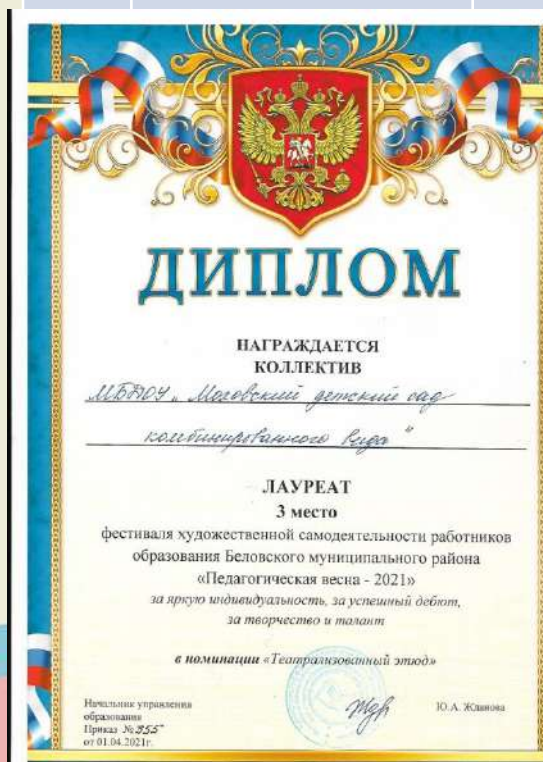 ДИПЛОМ
НАГРАЖДАЕТСЯ
КОЛЛЕКТИВ
МБДОУ „Моховский детский сад
комбинированного вида"
ЛАУРЕАТ
3 место
фестиваля художественной самодеятельности работников
образования Беловского муниципального района
«Педагогическая весна - 2021»
за яркую индивидуальность, за успешный дебют,
за творчество и талант
в номинации «Театрализованный этюд»
Начальник управления
образования
Приказ № 355
от 01.04.2021г.
Ю.А. Жданова